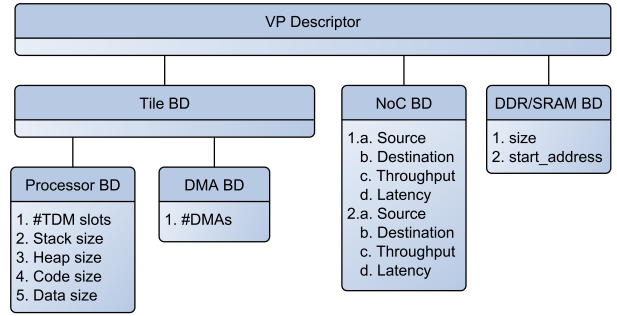 VP Descriptor
Tile BD
NoC BD
DDR/SRAM BD
1.a. Source
b. Destination
c. Throughput
d. Latency
2.a. Source
b. Destination
c. Throughput
d. Latency
1. size
2. start_address
Processor BD
DMA BD
1. #TDM slots
2. Stack size
3. Heap size
4. Code size
5. Data size
1. #DMAs